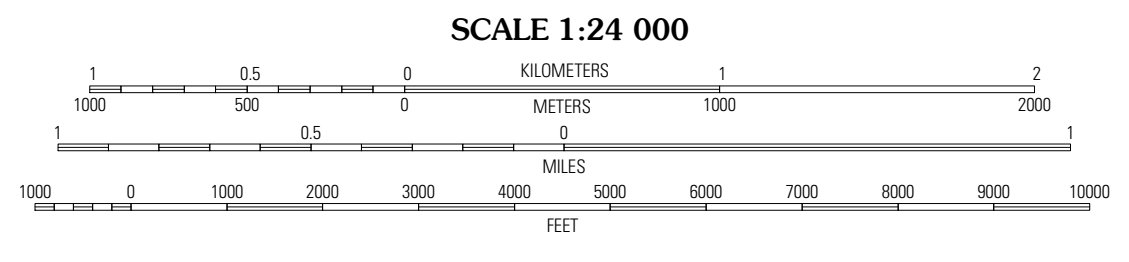 SCALE 1:24 000
1 0.5 0 KILOMETERS 1 2
1000 500 0 METERS 1000 2000
1 0.5 0 1
MILES
1000 0 1000 2000 3000 4000 5000 6000 7000 8000 9000 10000
FEET